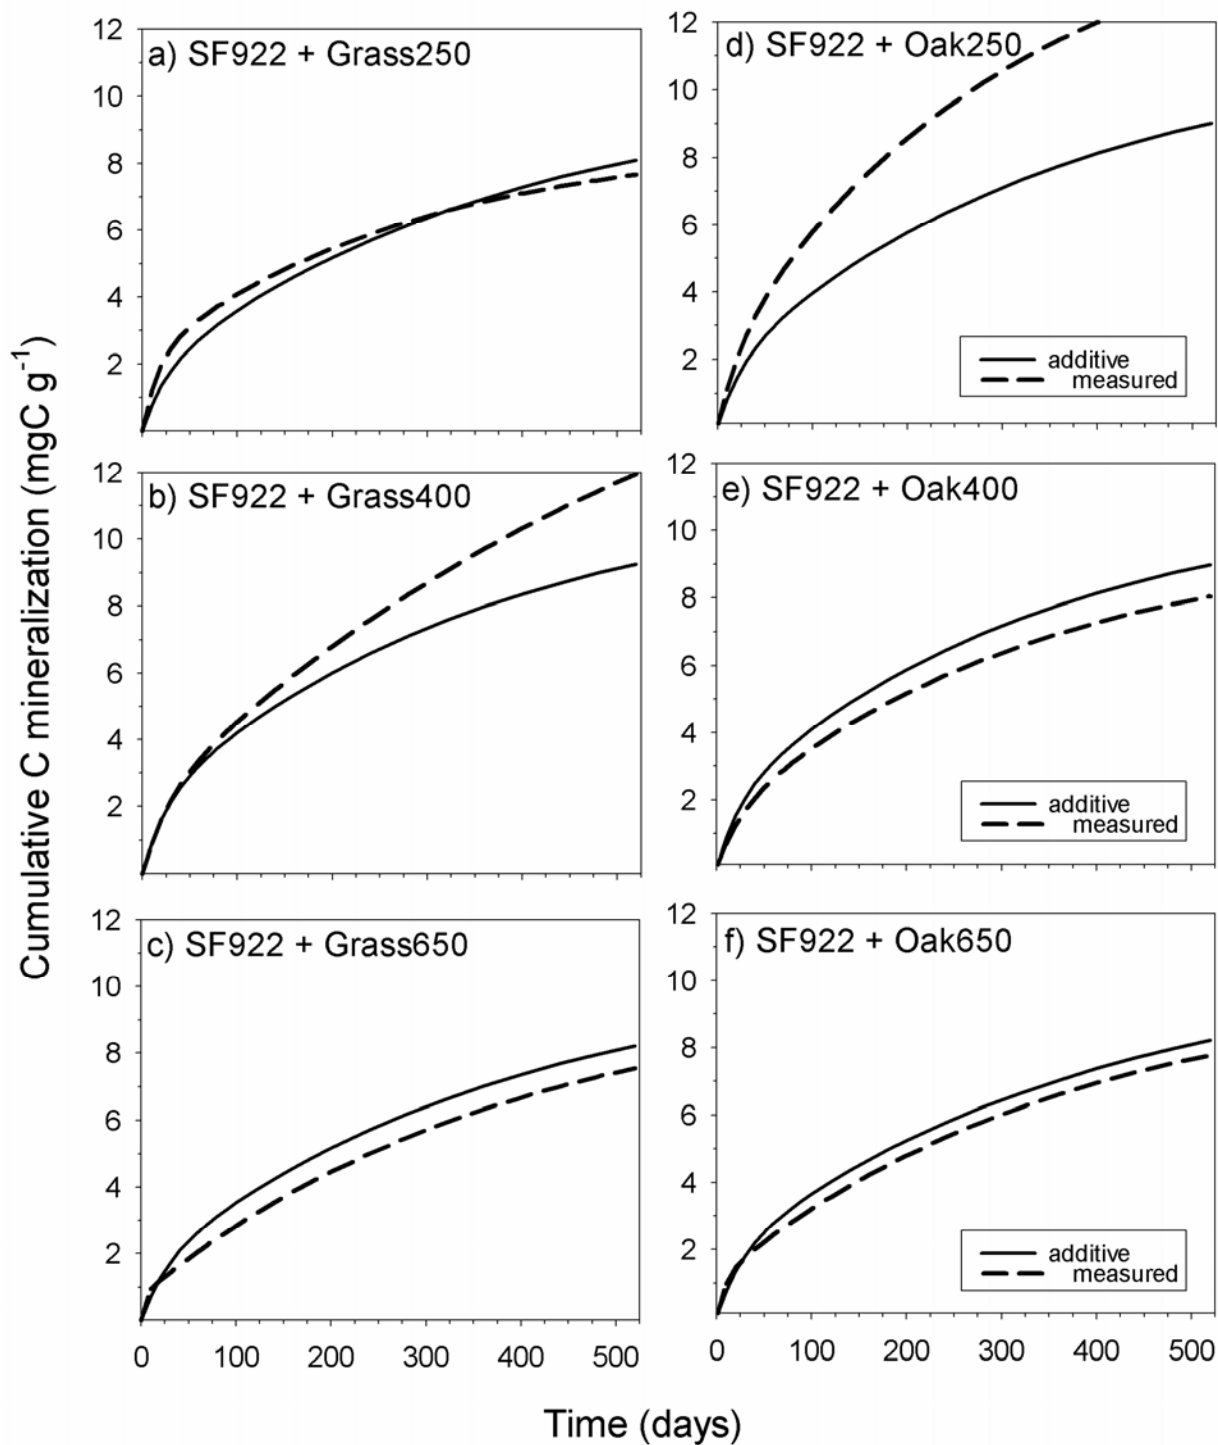 Cumulative C mineralization (mgC g-1)
a) SF922 + Grass250
12
10
8
6
4
2
b) SF922 + Grass400
12
10
8
6
4
2
c) SF922 + Grass650
12
10
8
6
4
2
0 100 200 300 400 500
d) SF922 + Oak250
12
10
8
6
4
2
additive
measured
e) SF922 + Oak400
12
10
8
6
4
2
additive
measured
f) SF922 + Oak650
12
10
8
6
4
2
additive
measured
0 100 200 300 400 500
Time (days)